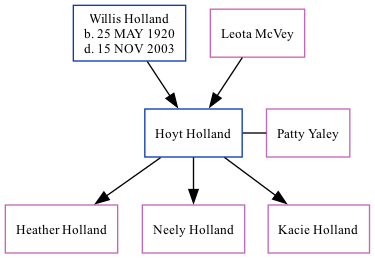 Willis Holland
b. 25 MAY 1920
d. 15 NOV 2003
Leota McVey
Hoyt Holland
Patty Yaley
Heather Holland
Neely Holland
Kacie Holland